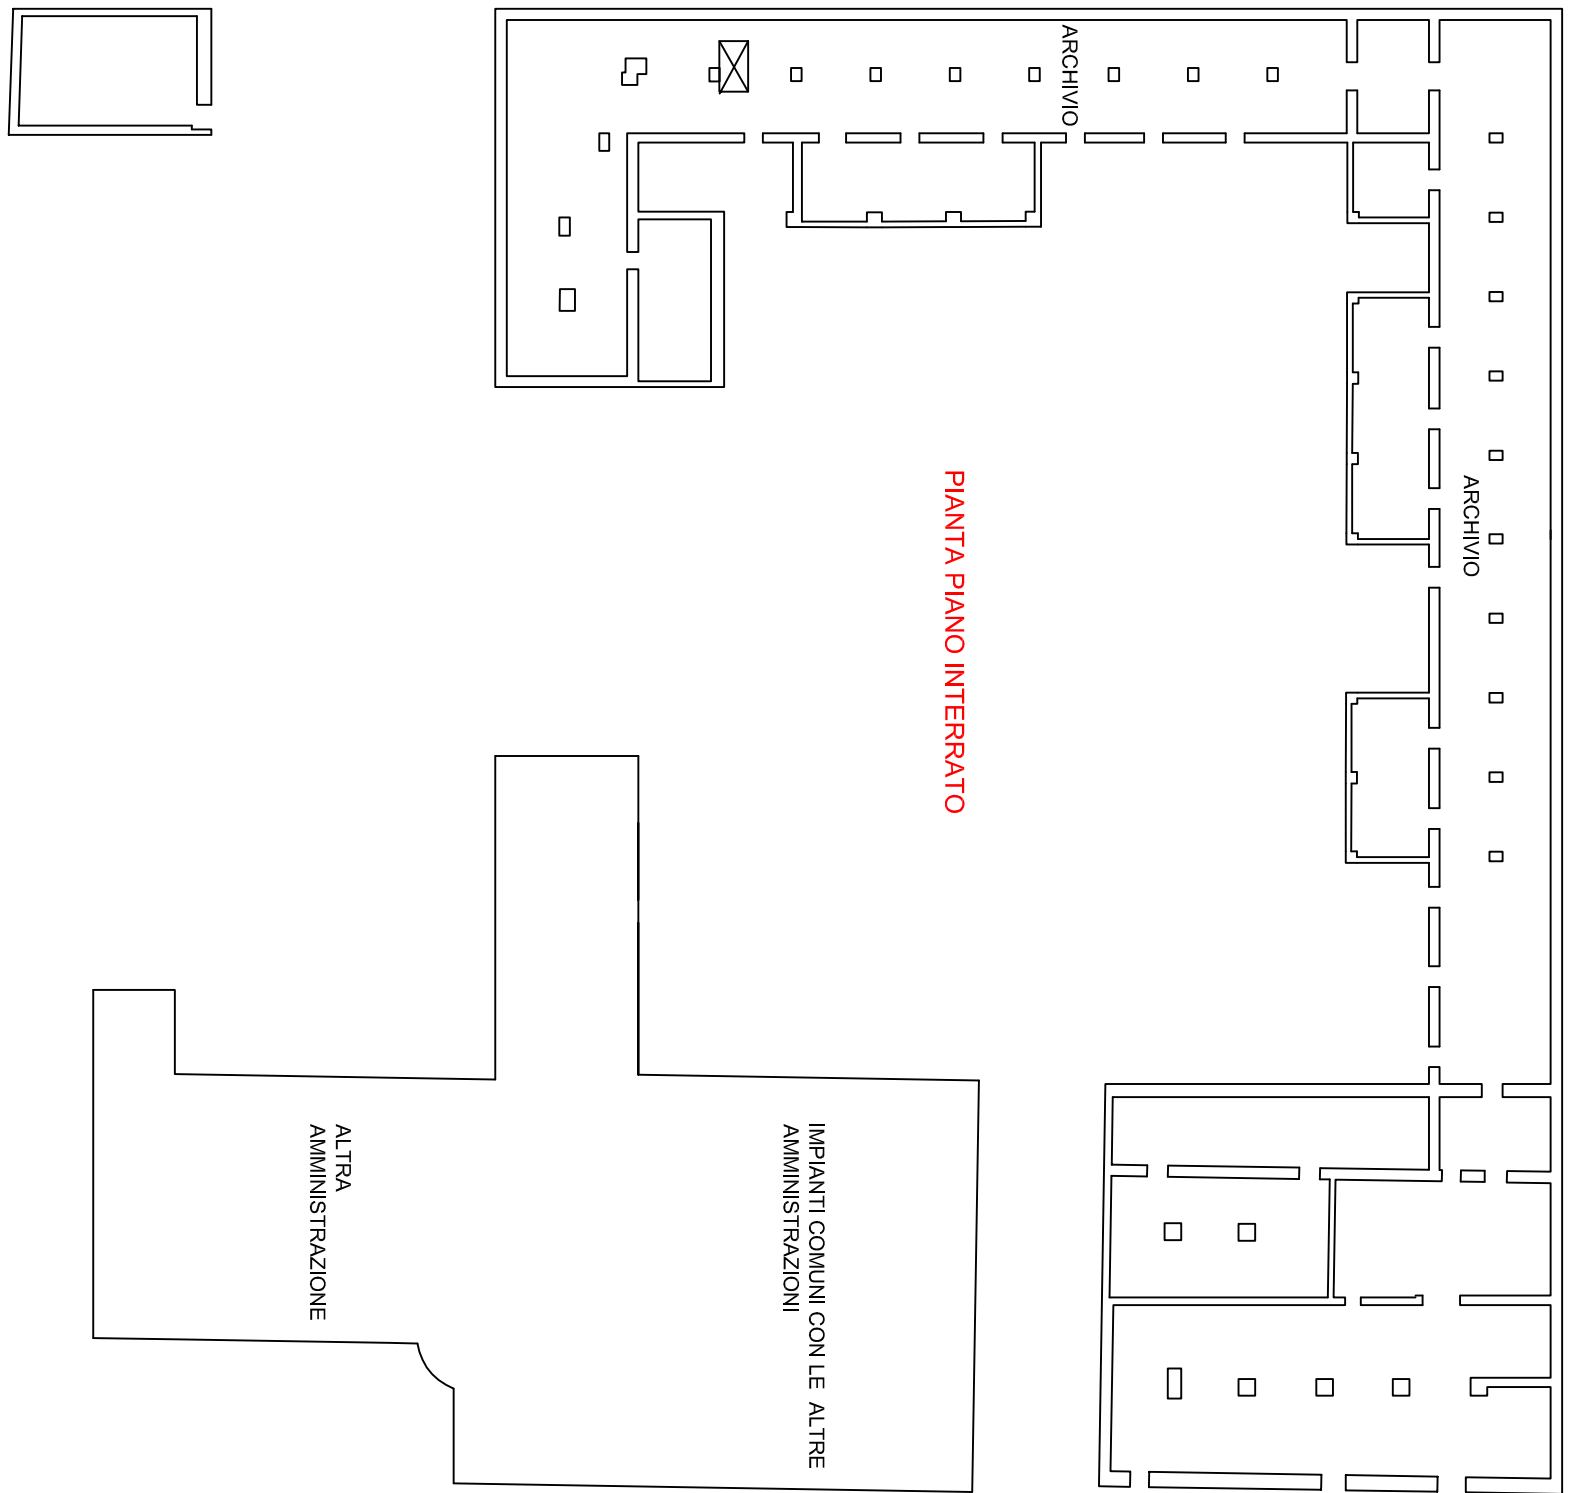 ARCHIVIO
ARCHIVIO
PIANTA PIANO INTERRATO
IMPIANTI COMUNI CON LE ALTRE
AMMINISTRAZIONI
ALTRA
AMMINISTRAZIONE